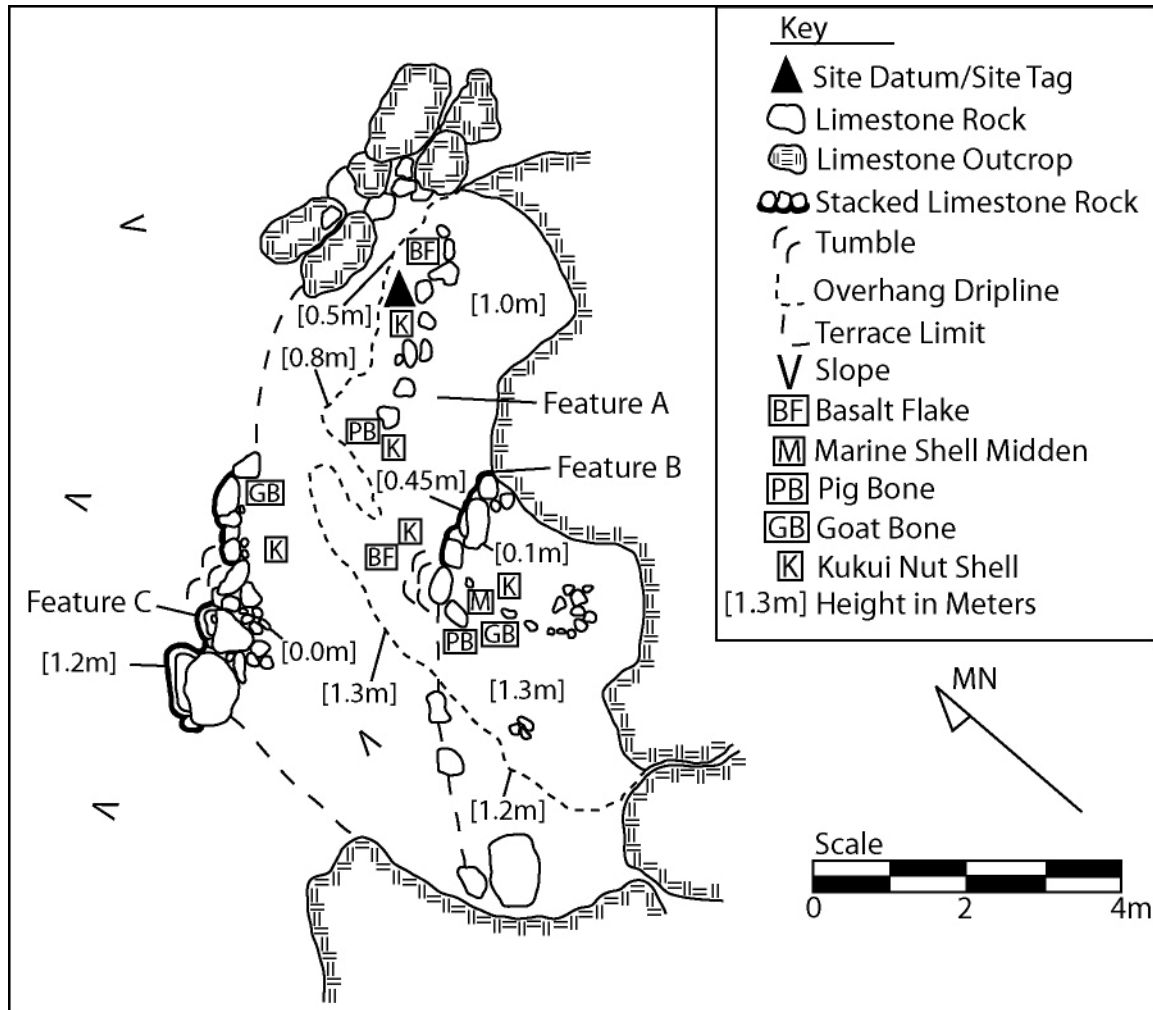 Key
Site Datum/Site Tag
Limestone Rock
Limestone Outcrop
Stacked Limestone Rock
Tumble
Overhang Dripline
Terrace Limit
Slope
BF Basalt Flake
M Marine Shell Midden
PB Pig Bone
GB Goat Bone
K Kukui Nut Shell
[1.3m] Height in Meters
BF
[0.5m]
[1.0m]
K
[0.8m]
Feature A
PB
K
Feature B
[0.45m]
GB
K
BF
K
[0.1m]
Feature C
M
K
PB
GB
[0.0m]
[1.2m]
[1.3m]
[1.3m]
[1.2m]
MN
Scale
0 2 4m